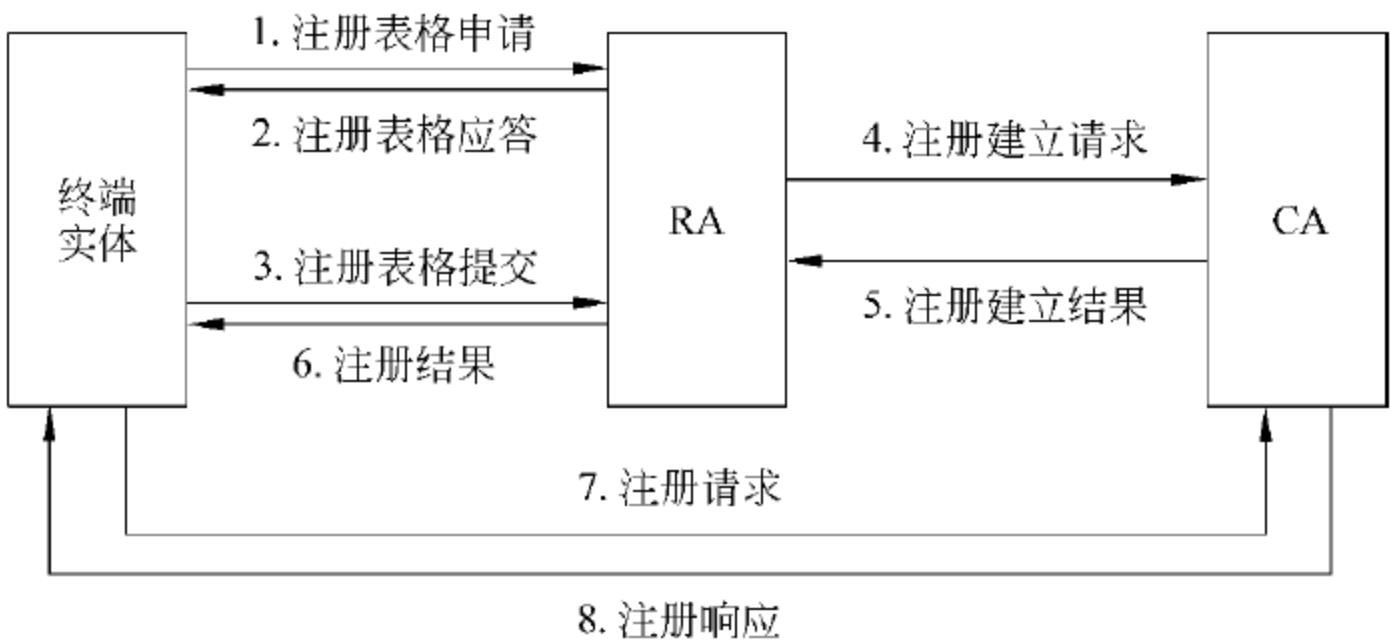 1. 注册表格申请
2. 注册表格应答
4. 注册建立请求
终端
实体
RA
CA
3. 注册表格提交
5. 注册建立结果
6. 注册结果
7. 注册请求
8. 注册响应